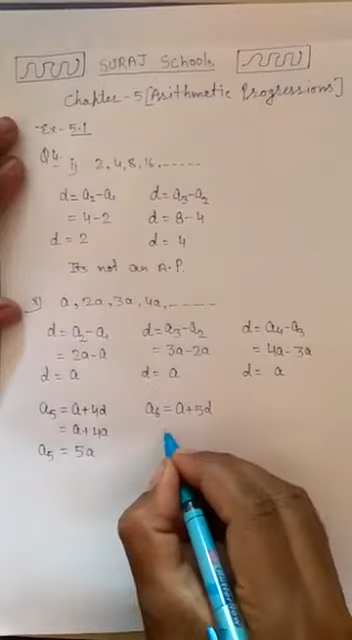 SURAJ Schools
Chapter-5[Arithmetic Progressions]
Ex-5.1
Q4. i) 2, 4, 8, 16, ......
d = a₂-a₁ d = a₃-a₂
= 4-2 d = 8-4
d = 2 d = 4
Its not an A.P.
x) a, 2a, 3a, 4a, ......
d = a₂-a₁ d = a₃-a₂ d = a₄-a₃
= 2a-a = 3a-2a = 4a-3a
d = a d = a d = a
a₅ = a+4d a₆ = a+5d
= a+4a
a₅ = 5a